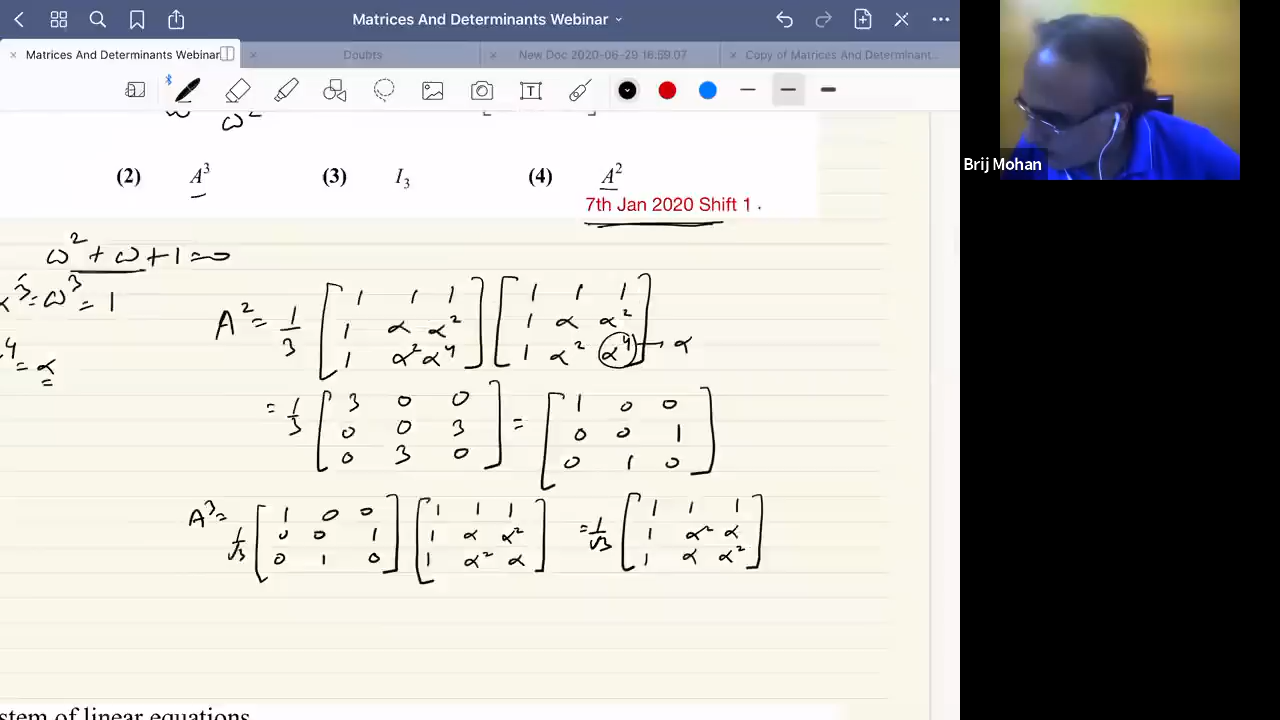 Matrices And Determinants Webinar
Matrices And Determinants Webinar
Doubts
New Doc 2020-06-29 16.59.07
Copy of Matrices And Determinant...
ω²
(2) A³ (3) I₃ (4) A²
7th Jan 2020 Shift 1
ω² + ω + 1 = 0
α³ = ω³ = 1
⁴ = α
A² = 1/3 [1 1 1
1 α α²
1 α² α⁴] [1 1 1
1 α α²
1 α² α⁴] → α
= 1/3 [3 0 0
0 0 3
0 3 0] = [1 0 0
0 0 1
0 1 0]
A³ = 1/√3 [1 0 0
0 0 1
0 1 0] [1 1 1
1 α α²
1 α² α] = 1/√3 [1 1 1
1 α² α
1 α α²]
stem of linear equations
Brij Mohan